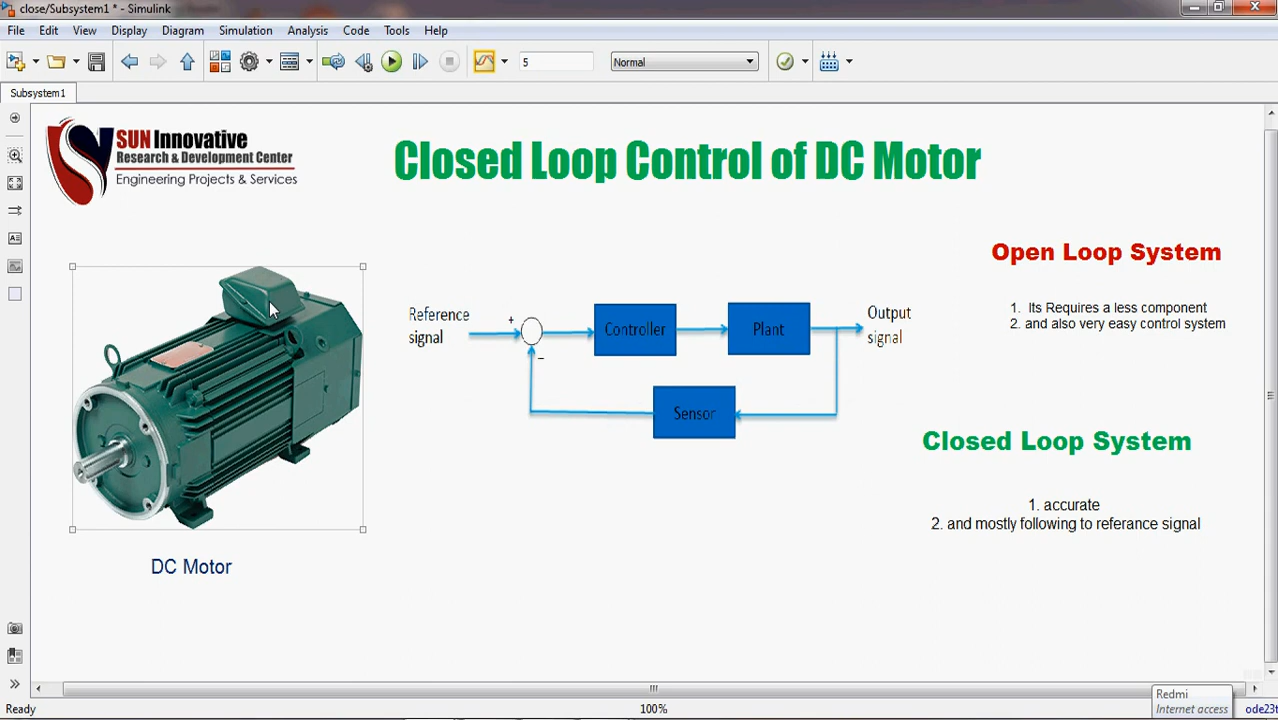 close/Subsystem1 * - Simulink
File Edit View Display Diagram Simulation Analysis Code Tools Help
5 Normal
Subsystem1
SUN Innovative
Research & Development Center
Engineering Projects & Services
Closed Loop Control of DC Motor
Open Loop System
1. Its Requires a less component
2. and also very easy control system
Reference
signal
+
−
Controller
Plant
Output
signal
Sensor
Closed Loop System
1. accurate
2. and mostly following to referance signal
DC Motor
Redmi
Internet access
Ready 100% ode23t